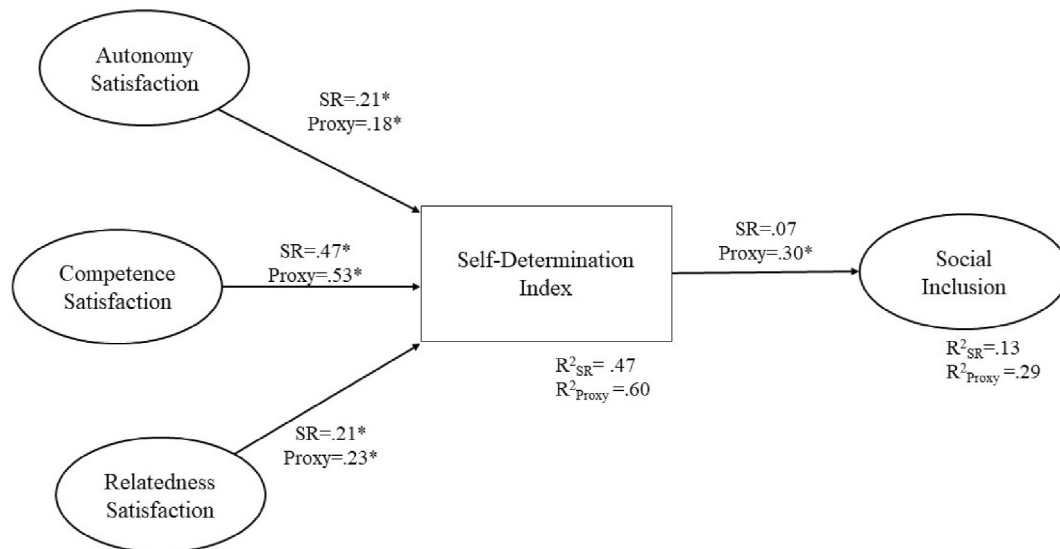 Autonomy
Satisfaction
SR=.21*
Proxy=.18*
Competence
Satisfaction
SR=.47*
Proxy=.53*
Self-Determination
Index
SR=.07
Proxy=.30*
Social
Inclusion
R²SR= .47
R²Proxy =.60
R²SR=.13
R²Proxy =.29
SR=.21*
Proxy=.23*
Relatedness
Satisfaction